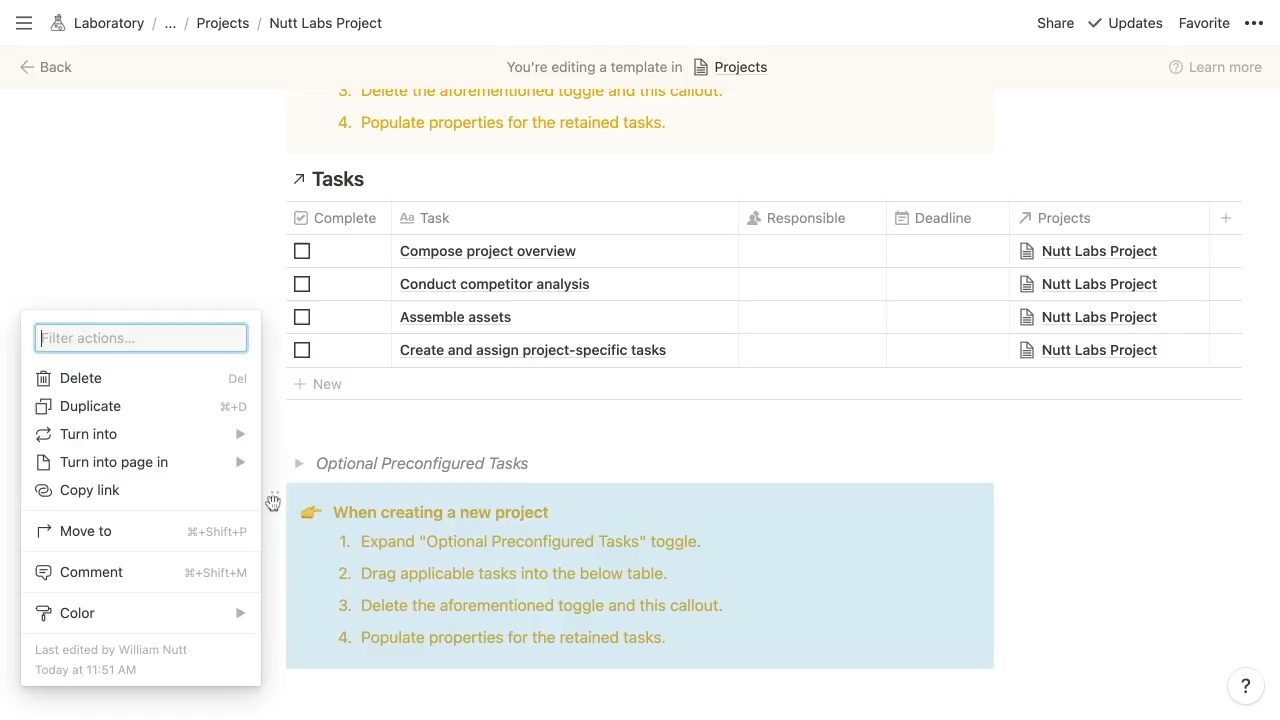 Laboratory / ... / Projects / Nutt Labs Project Share Updates Favorite •••
Back You're editing a template in Projects Learn more
3. Delete the aforementioned toggle and this callout.
4. Populate properties for the retained tasks.
Tasks
Complete Aa Task Responsible Deadline Projects +
Compose project overview Nutt Labs Project
Conduct competitor analysis Nutt Labs Project
Assemble assets Nutt Labs Project
Create and assign project-specific tasks Nutt Labs Project
+ New
Filter actions...
Delete Del
Duplicate ⌘+D
Turn into
Turn into page in
Copy link
Move to ⌘+Shift+P
Comment ⌘+Shift+M
Color
Last edited by William Nutt
Today at 11:51 AM
Optional Preconfigured Tasks
When creating a new project
1. Expand "Optional Preconfigured Tasks" toggle.
2. Drag applicable tasks into the below table.
3. Delete the aforementioned toggle and this callout.
4. Populate properties for the retained tasks.
?